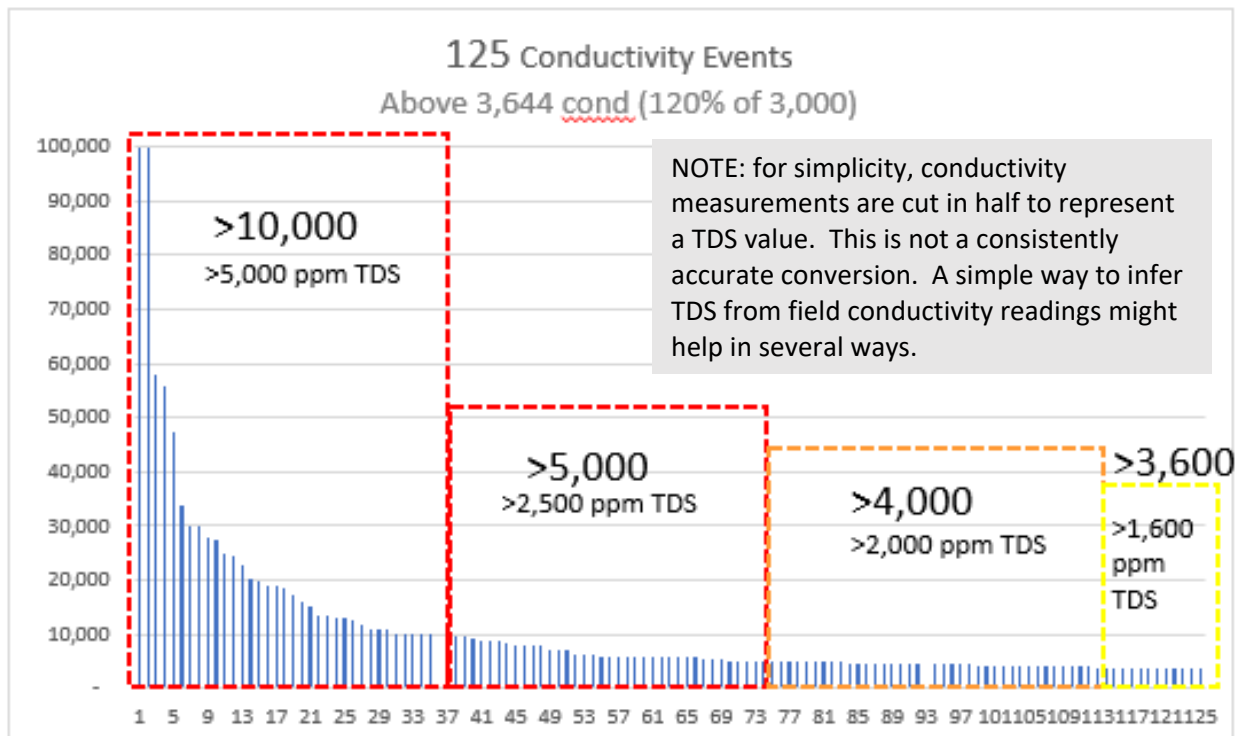 125 Conductivity Events
Above 3,644 cond (120% of 3,000)
100,000
90,000
80,000
70,000
60,000
50,000
40,000
30,000
20,000
10,000
-
>10,000
>5,000 ppm TDS
NOTE: for simplicity, conductivity
measurements are cut in half to represent
a TDS value. This is not a consistently
accurate conversion. A simple way to infer
TDS from field conductivity readings might
help in several ways.
>5,000
>2,500 ppm TDS
>4,000
>2,000 ppm TDS
>3,600
>1,600
ppm
TDS
1 5 9 13 17 21 25 29 33 37 41 45 49 53 57 61 65 69 73 77 81 85 89 93 97 101105109113117121125